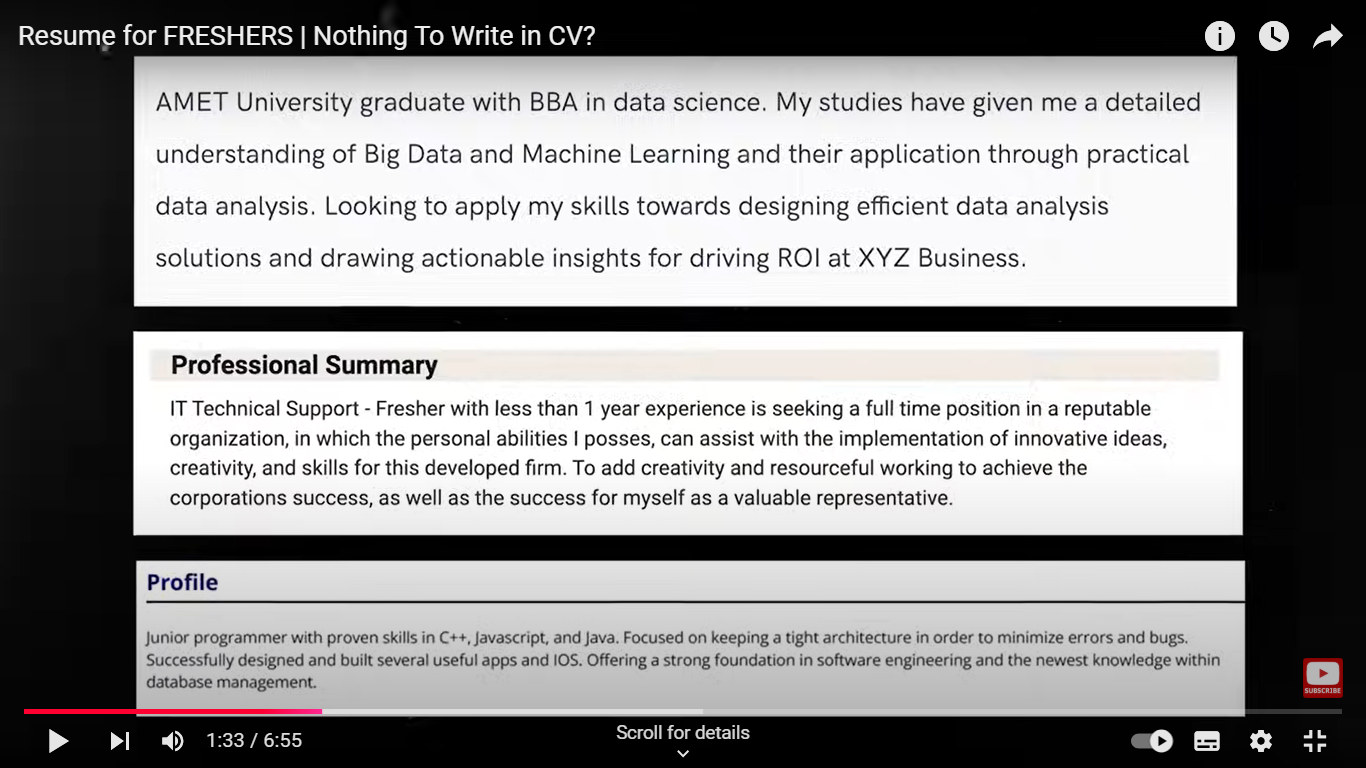 Resume for FRESHERS | Nothing To Write in CV?
AMET University graduate with BBA in data science. My studies have given me a detailed
understanding of Big Data and Machine Learning and their application through practical
data analysis. Looking to apply my skills towards designing efficient data analysis
solutions and drawing actionable insights for driving ROI at XYZ Business.
Professional Summary
IT Technical Support - Fresher with less than 1 year experience is seeking a full time position in a reputable
organization, in which the personal abilities I posses, can assist with the implementation of innovative ideas,
creativity, and skills for this developed firm. To add creativity and resourceful working to achieve the
corporations success, as well as the success for myself as a valuable representative.
Profile
Junior programmer with proven skills in C++, Javascript, and Java. Focused on keeping a tight architecture in order to minimize errors and bugs.
Successfully designed and built several useful apps and IOS. Offering a strong foundation in software engineering and the newest knowledge within
database management.
SUBSCRIBE
1:33 / 6:55
Scroll for details